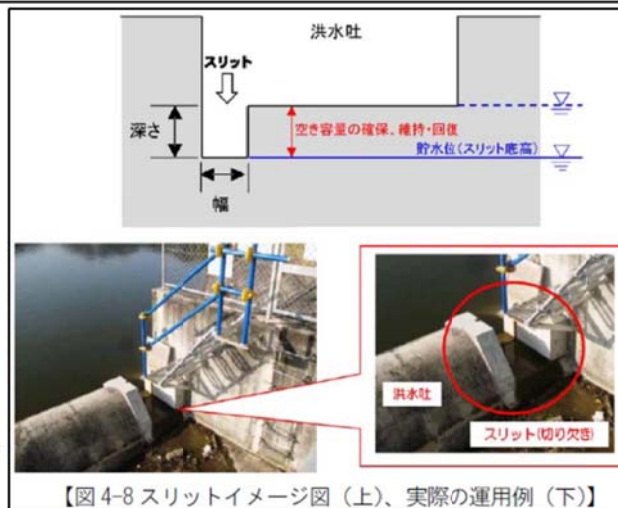 洪水吐
スリット
深さ
空き容量の確保、維持・回復
貯水位(スリット底高)
幅
洪水吐
スリット(切り欠き)
【図 4-8 スリットイメージ図（上）、実際の運用例（下）】